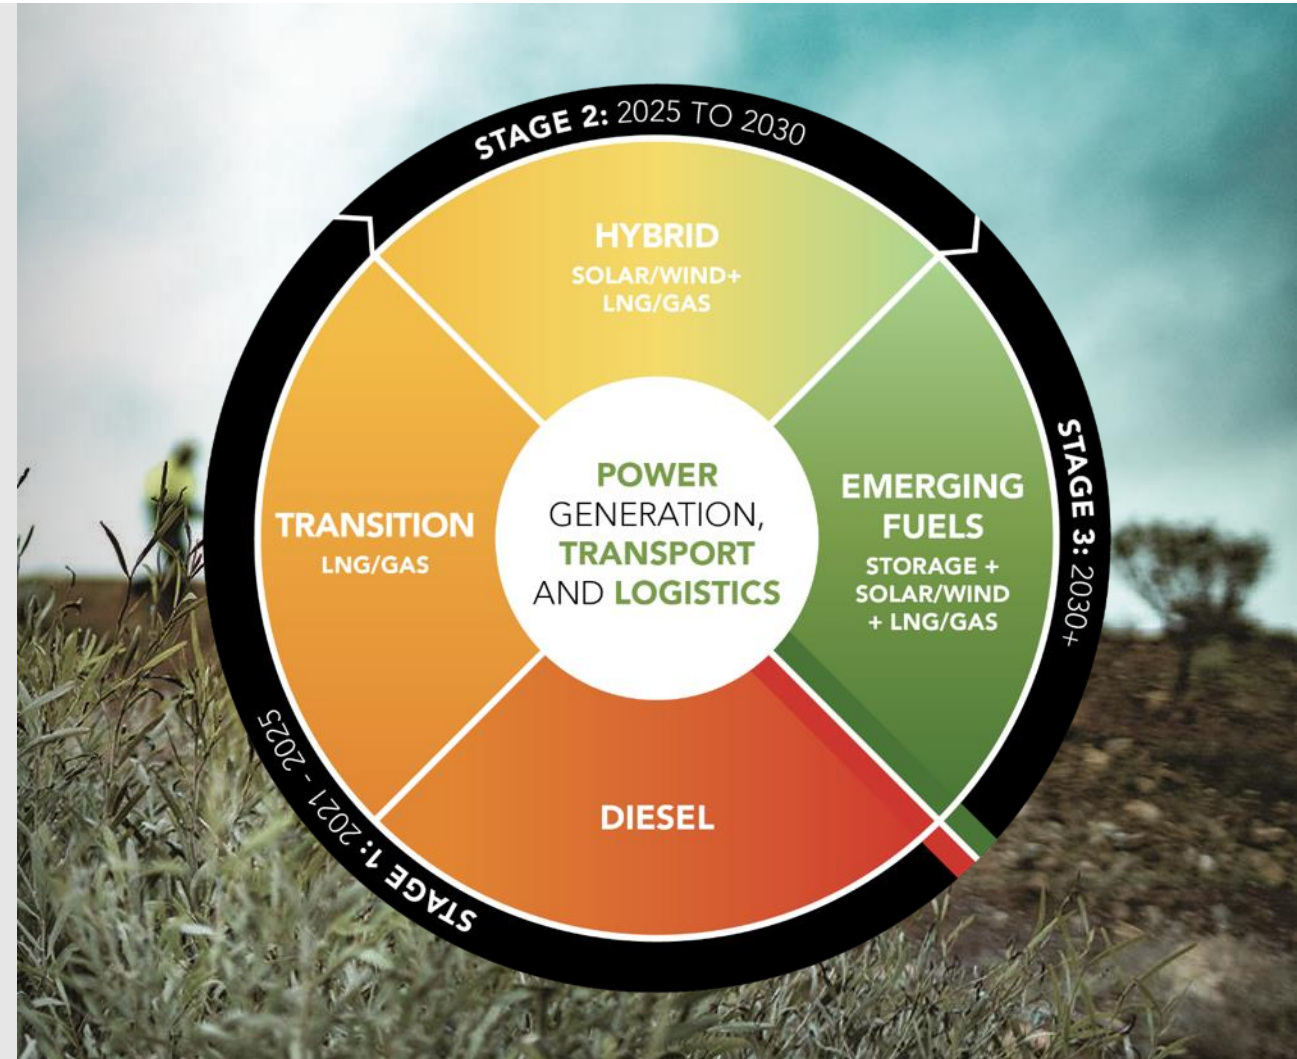 STAGE 2: 2025 TO 2030
HYBRID
SOLAR/WIND+
LNG/GAS
STAGE 3: 2030+
EMERGING
FUELS
STORAGE +
SOLAR/WIND
+ LNG/GAS
POWER
GENERATION,
TRANSPORT
AND LOGISTICS
TRANSITION
LNG/GAS
DIESEL
STAGE 1: 2021 - 2025